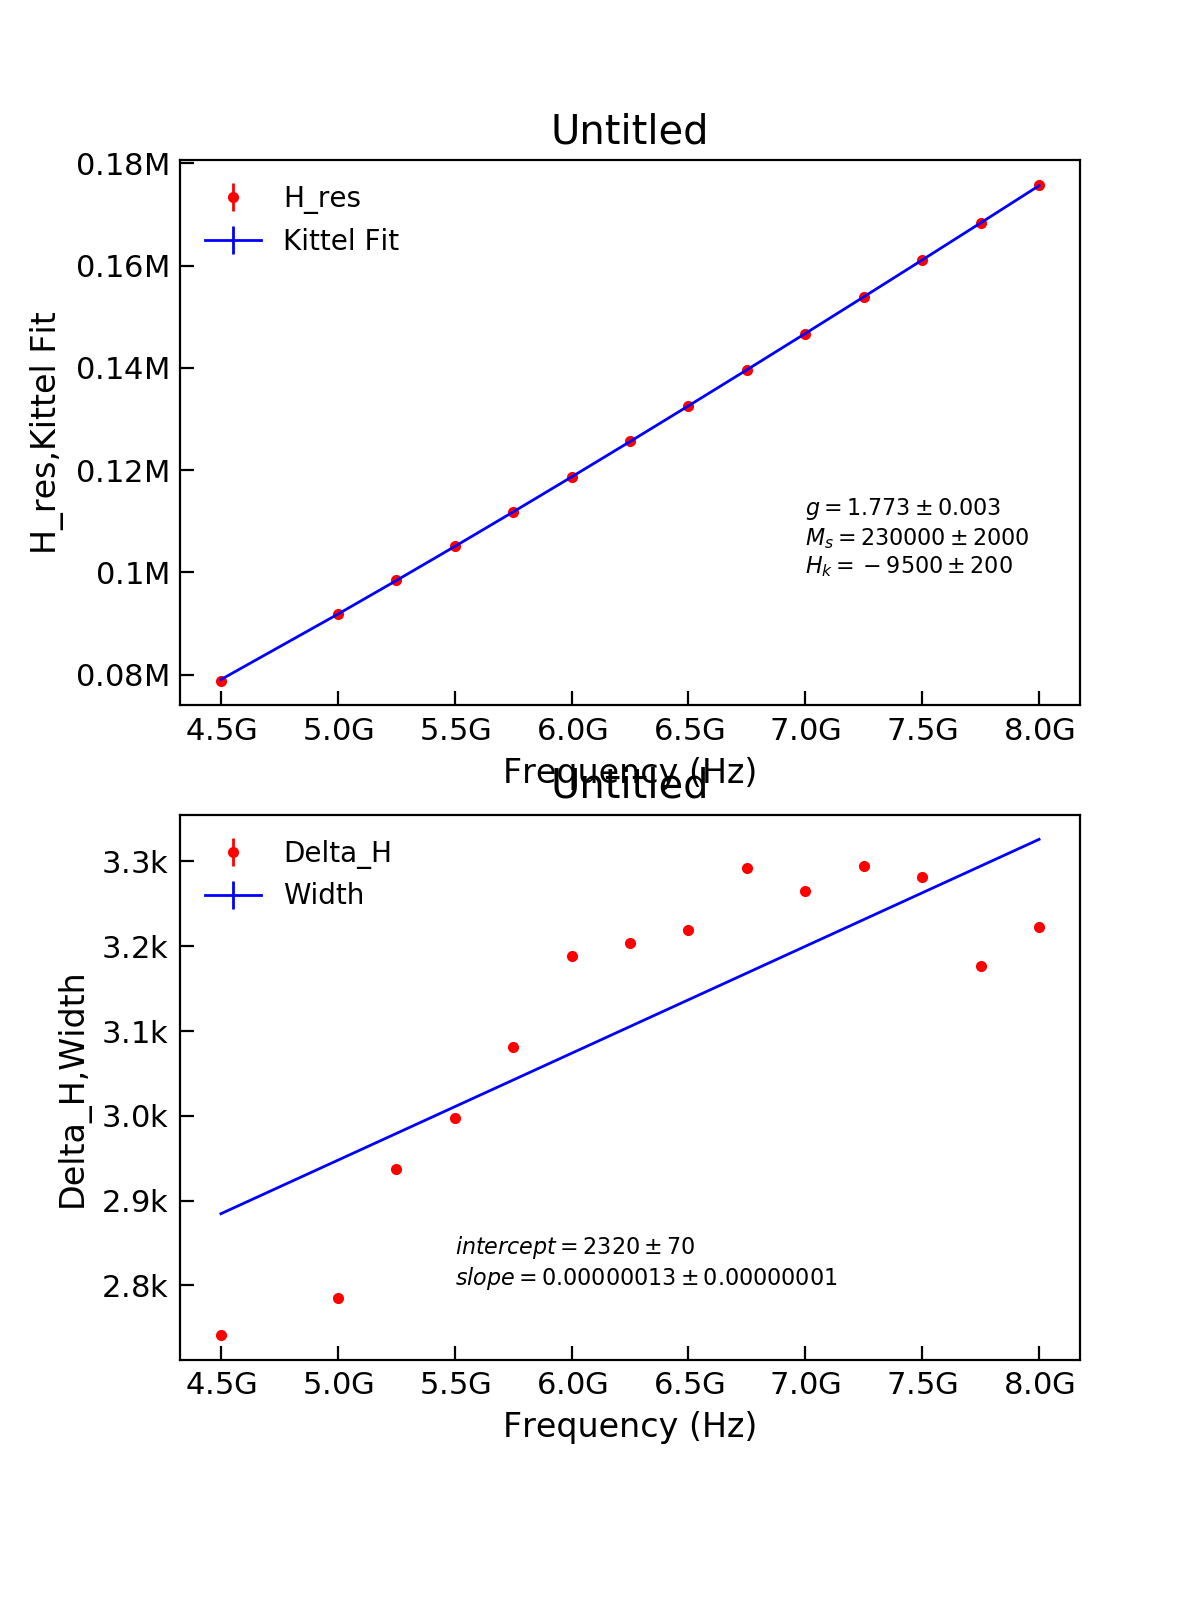 Untitled
0.18M
0.16M
0.14M
0.12M
0.1M
0.08M
H_res,Kittel Fit
H_res
Kittel Fit
g = 1.773 ± 0.003
M_s = 230000 ± 2000
H_k = −9500 ± 200
4.5G 5.0G 5.5G 6.0G 6.5G 7.0G 7.5G 8.0G
Frequency (Hz)
Untitled
3.3k
3.2k
3.1k
3.0k
2.9k
2.8k
Delta_H,Width
Delta_H
Width
intercept = 2320 ± 70
slope = 0.00000013 ± 0.00000001
4.5G 5.0G 5.5G 6.0G 6.5G 7.0G 7.5G 8.0G
Frequency (Hz)